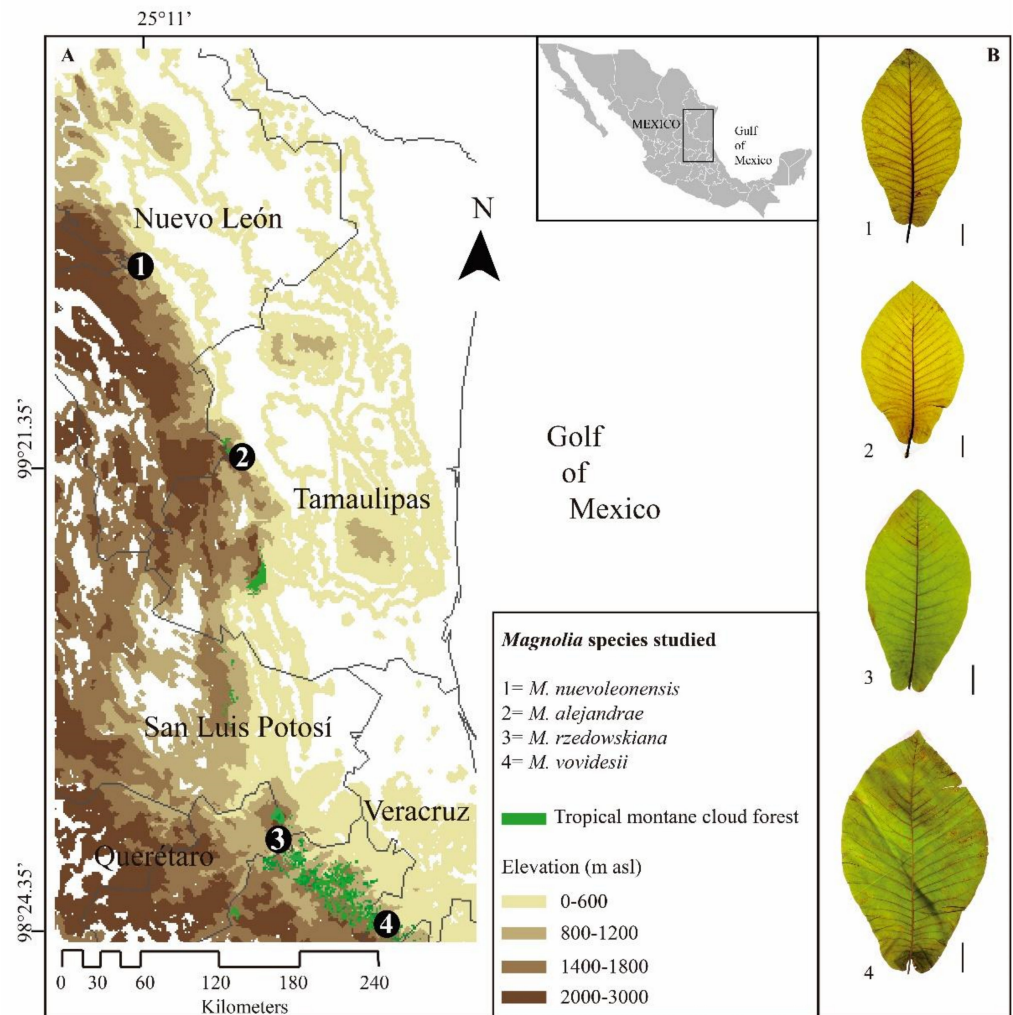 25°11’
A
B
MEXICO
Gulf
of
Mexico
1
Nuevo León
N
1
99°21.35’
2
Tamaulipas
Golf
of
Mexico
2
Magnolia species studied
1= M. nuevoleonensis
2= M. alejandrae
3= M. rzedowskiana
4= M. vovidesii
3
San Luis Potosí
Veracruz
Tropical montane cloud forest
3
Querétaro
Elevation (m asl)
0-600
98°24.35’
4
800-1200
1400-1800
2000-3000
4
0 30 60 120 180 240
Kilometers